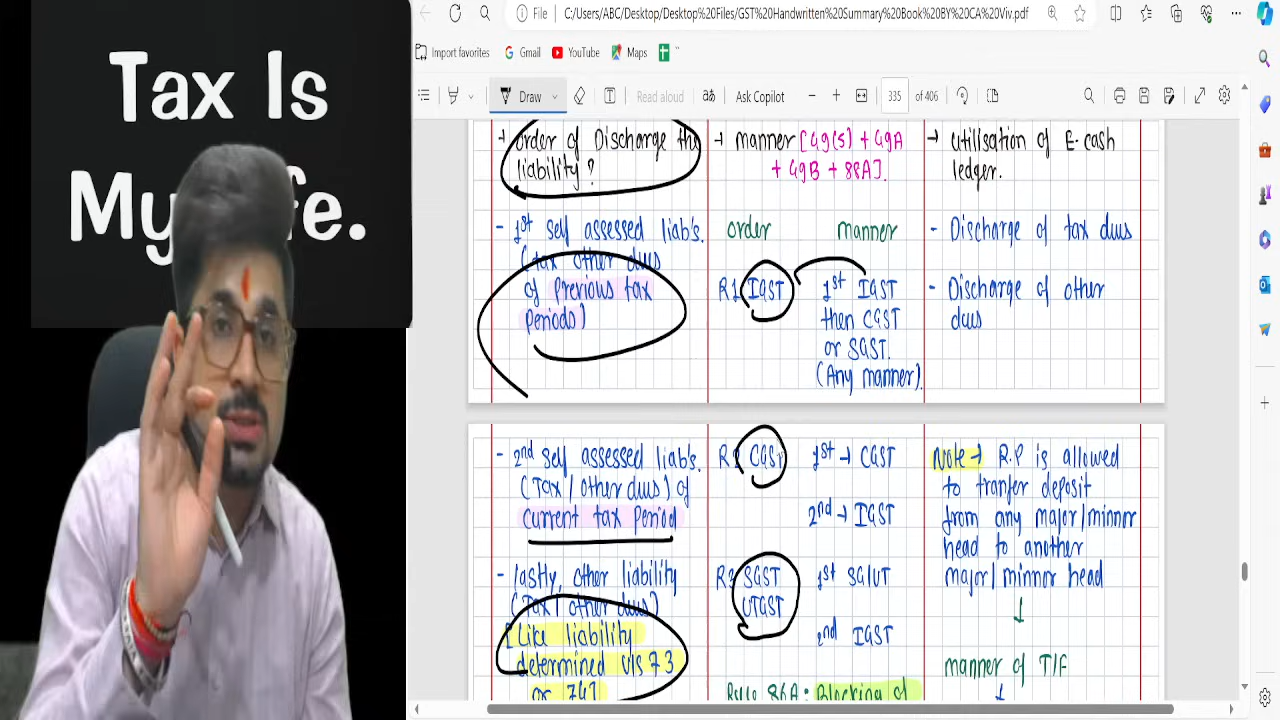 Tax Is
My fe.
File
C:/Users/ABC/Desktop/Desktop%20Files/GST%20Handwritten%20Summary%20Book%20BY%20CA%20Viv.pdf
Import favorites
Gmail
YouTube
Maps
Draw
Read aloud
Ask Copilot
335 of 406
→ order of Discharge the
liability?
- 1st self assessed liab's.
(tax other dues
of previous tax
periods)
→ manner [49(5) + 49A
+ 49B + 88A].
order manner
R1 IGST 1st IGST
then CGST
or SGST.
(Any manner).
→ Utilisation of E-cash
ledger.
- Discharge of tax dues
- Discharge of other
dues
- 2nd self assessed liab's.
(Tax / other dues) of
current tax Period
- lastly, other liability
(Tax / other dues)
[Like liability
determined u/s 73
or 74]
R CGST 1st → CGST
2nd → IGST
R3 SGST 1st SG/UT
UTGST
2nd IGST
Rule 86A: Blocking of
Note → R.P is allowed
to tranfer deposit
from any major/minnor
head to another
major/minnor head
↓
manner of T/F
↓